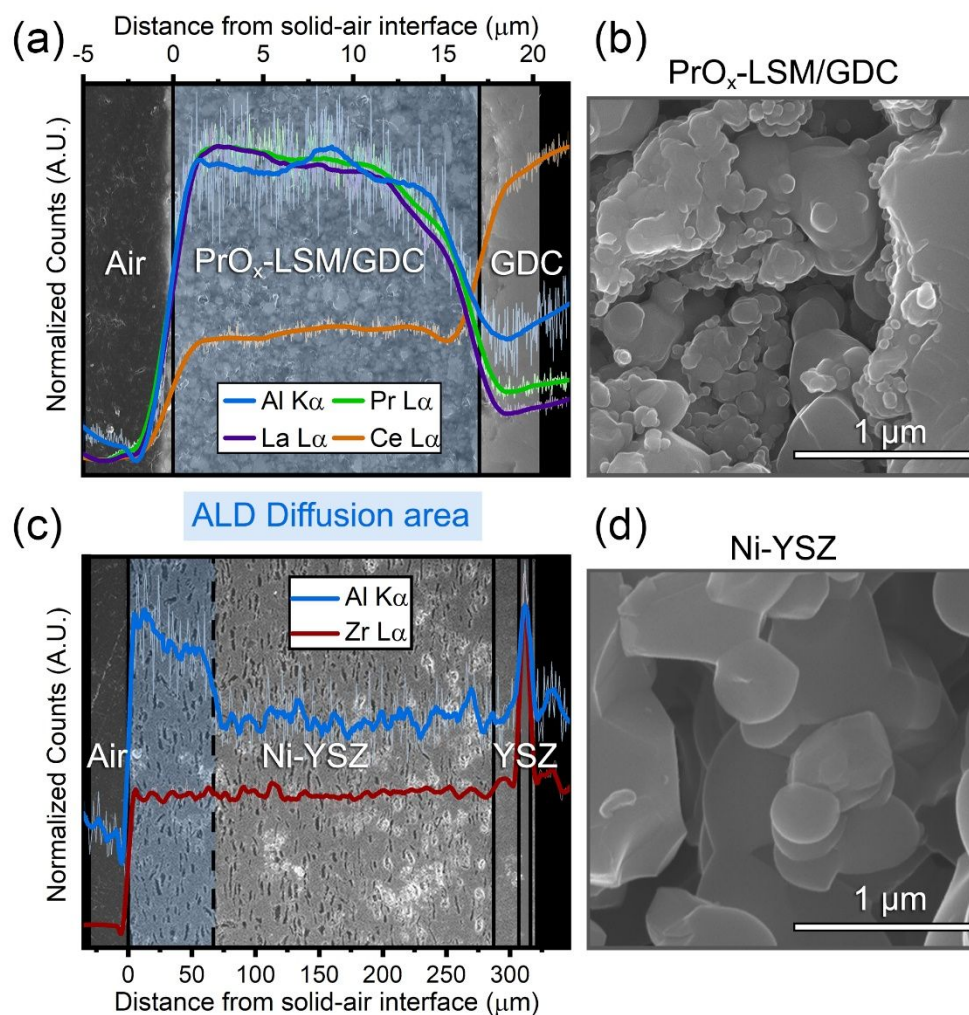 (a)
Distance from solid-air interface (μm)
-5 0 5 10 15 20
Normalized Counts (A.U.)
Air
PrOₓ-LSM/GDC
GDC
Al Kα Pr Lα
La Lα Ce Lα
(b)
PrOₓ-LSM/GDC
1 μm
ALD Diffusion area
(c)
Normalized Counts (A.U.)
Al Kα
Zr Lα
Air
Ni-YSZ
YSZ
0 50 100 150 200 250 300
Distance from solid-air interface (μm)
(d)
Ni-YSZ
1 μm